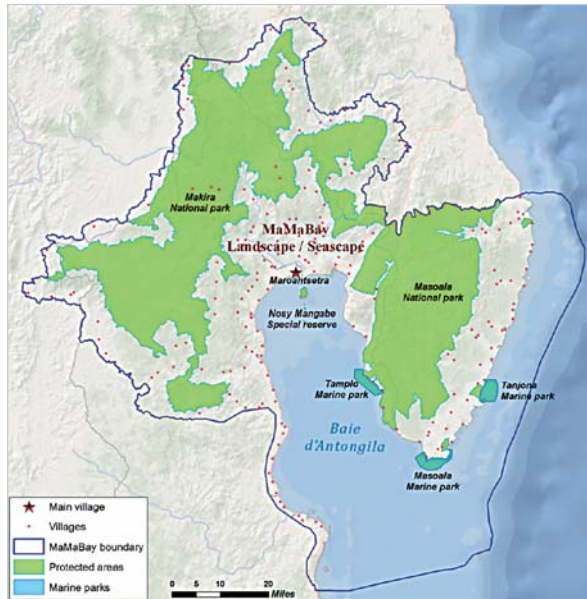 Makira
National park
MaMaBay
Landscape / Seascape
Maroantsetra
Nosy Mangabe
Special reserve
Masoala
National park
Tamplo
Marine park
Tanjona
Marine park
Baie
d'Antongila
Masoala
Marine park
Main village
Villages
MaMaBay boundary
Protected areas
Marine parks
0 5 10 20
Miles